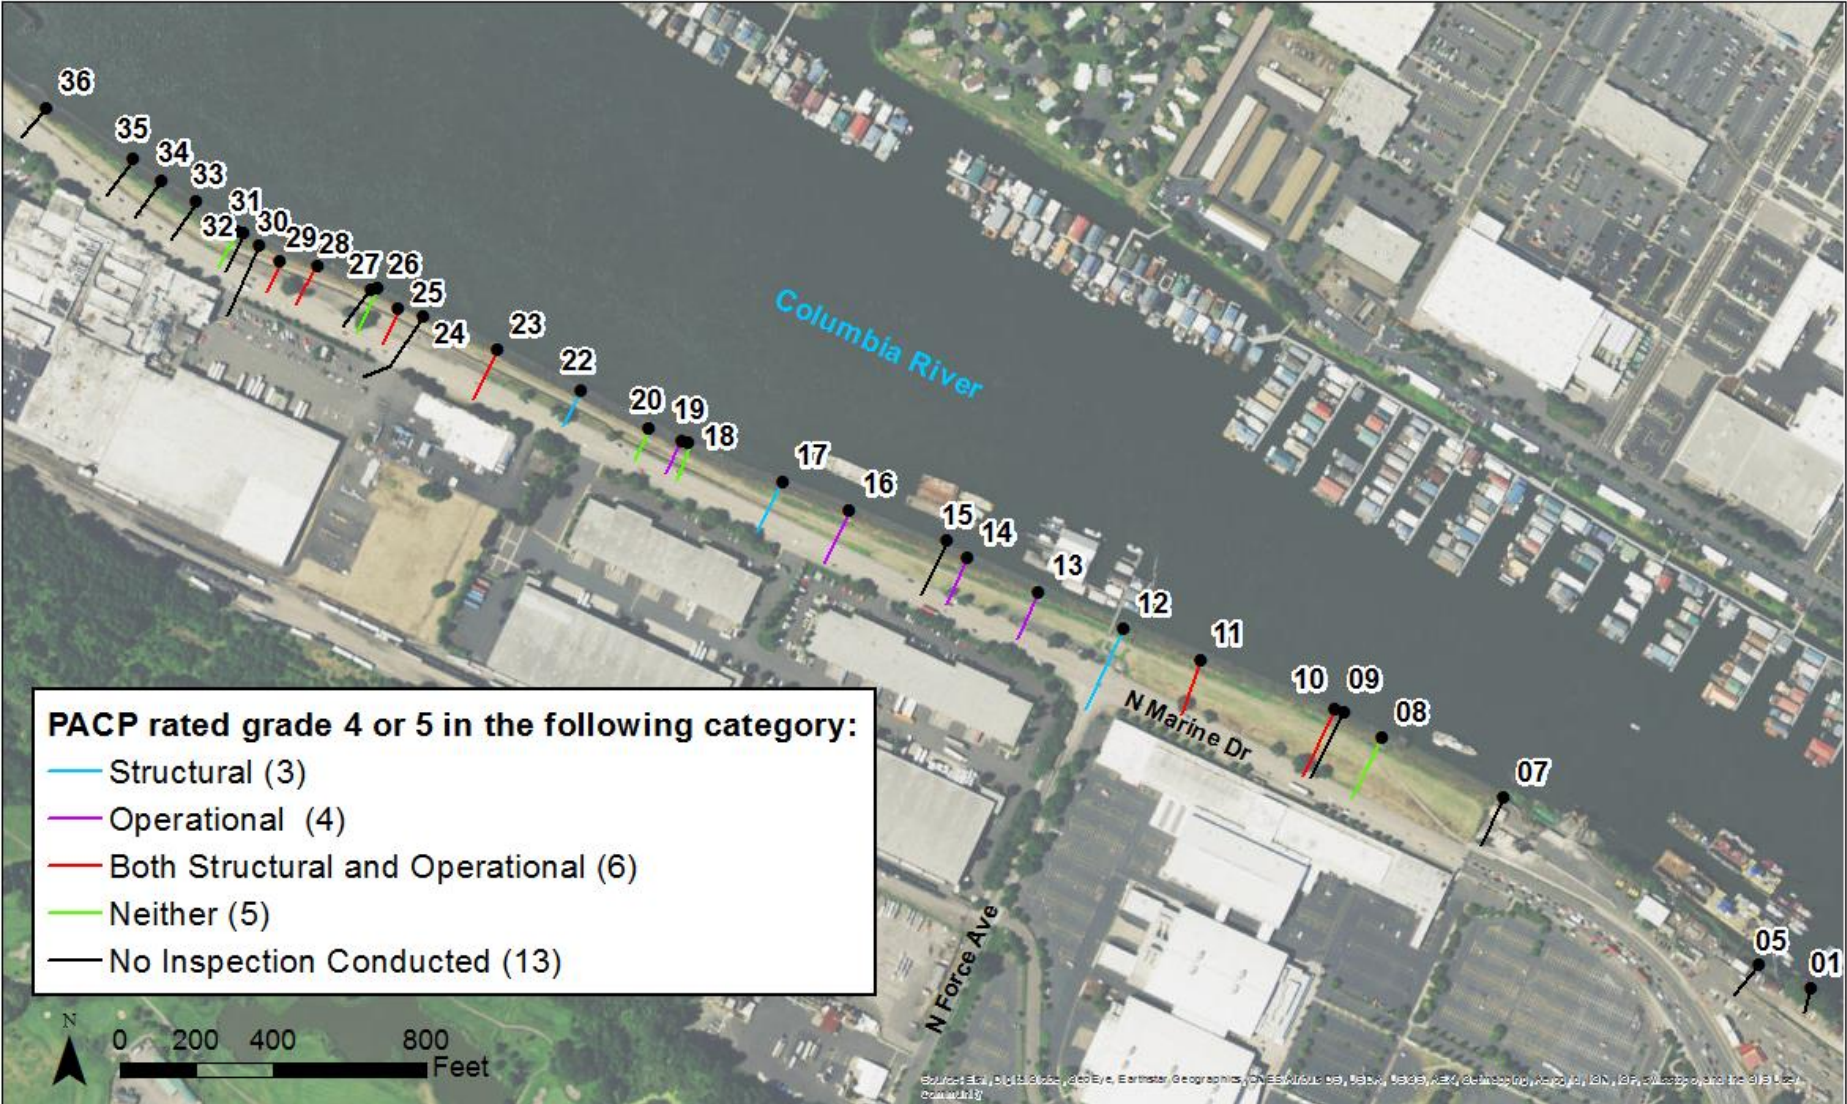 36
35
34
33
31
32
30
29
28
27
26
25
24
23
22
20
19
18
17
16
15
14
13
12
11
10
09
08
07
05
01
Columbia River
N Marine Dr
N Force Ave
PACP rated grade 4 or 5 in the following category:
Structural (3)
Operational (4)
Both Structural and Operational (6)
Neither (5)
No Inspection Conducted (13)
N
0 200 400 800
Feet
Earthstar Geographics
community